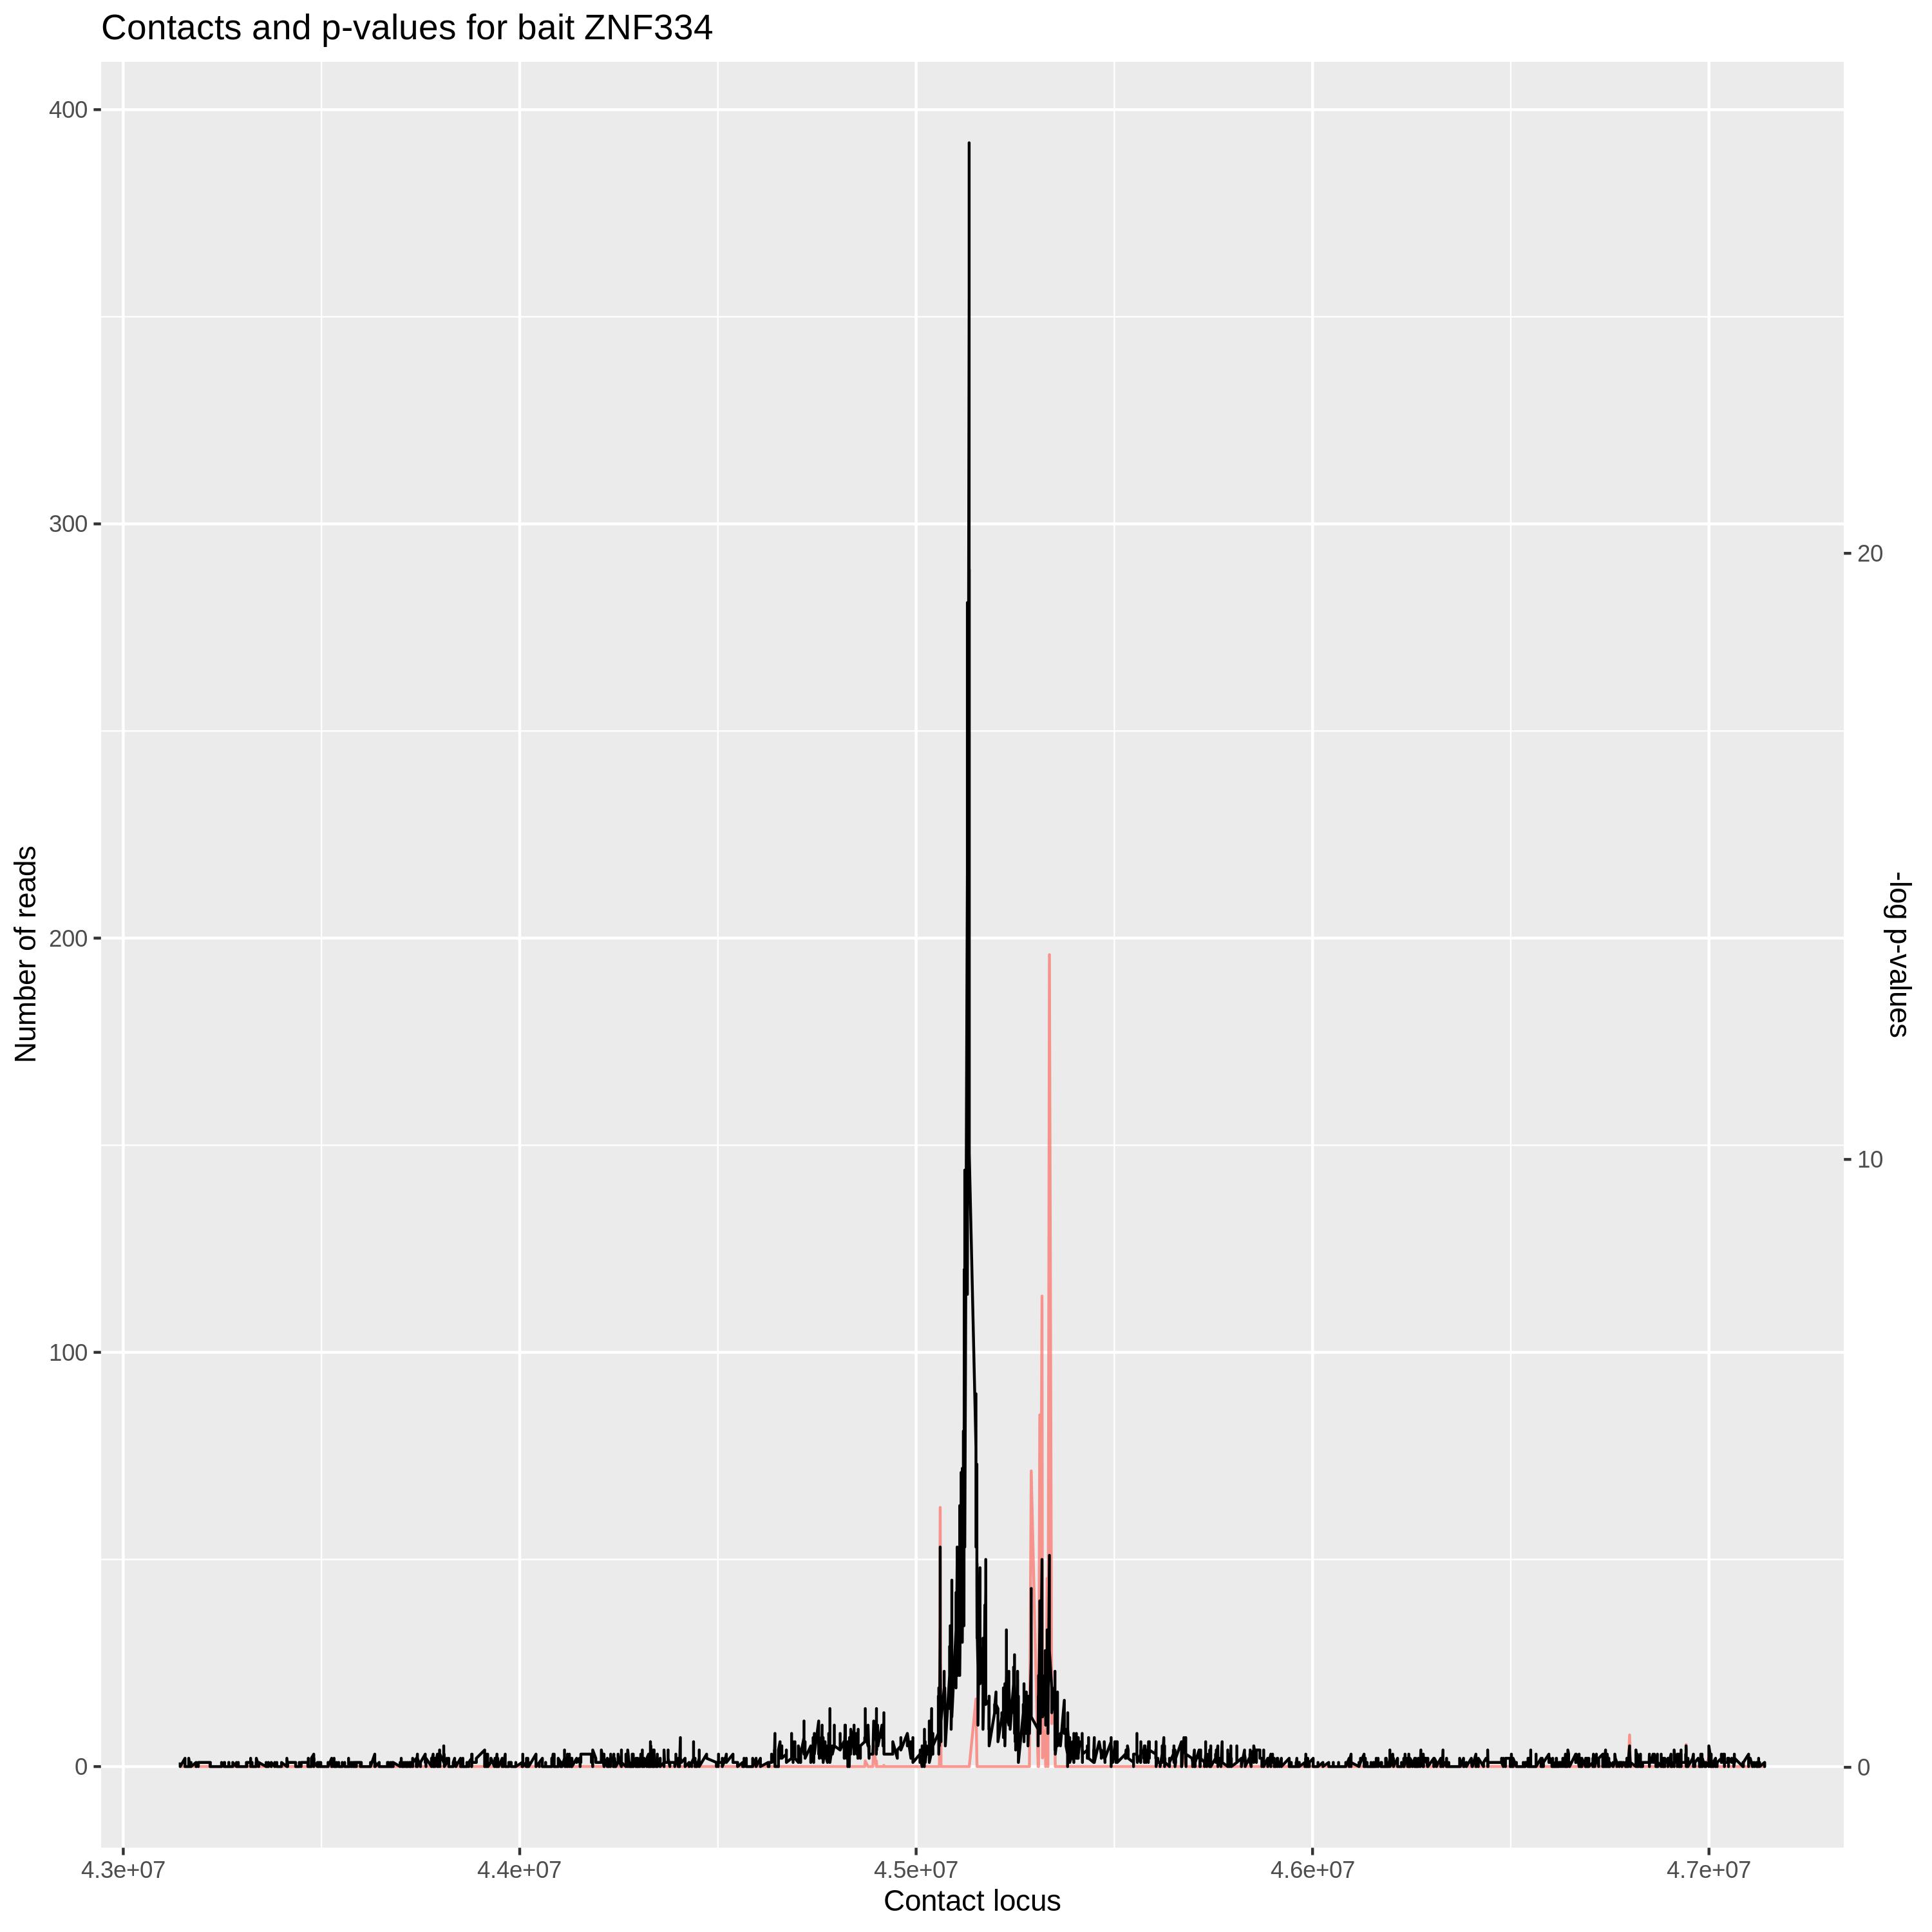 Contacts and p-values for bait ZNF334
400
300
200
100
0
Number of reads
20
10
0
-log p-values
4.3e+07
4.4e+07
4.5e+07
4.6e+07
4.7e+07
Contact locus